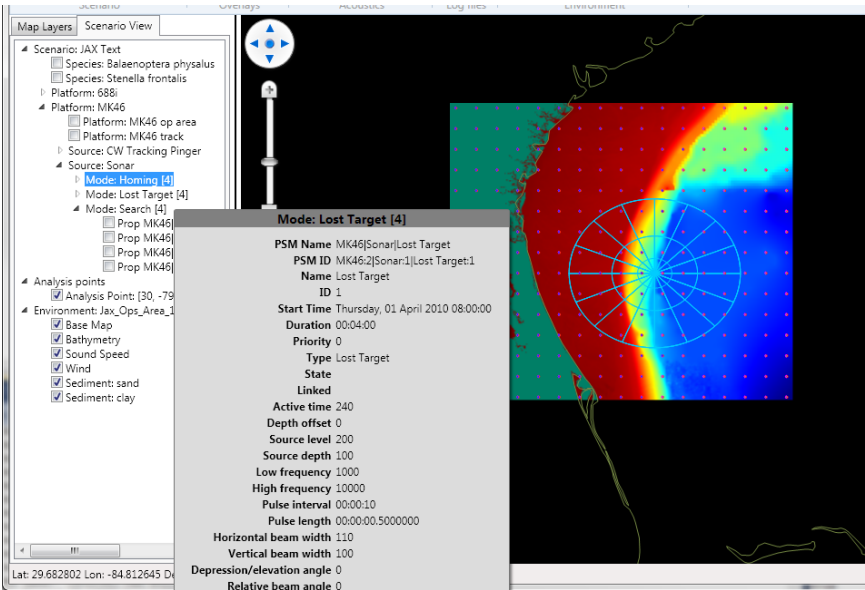 Scenario
Overlays
Acoustics
Log files
Environment
Map Layers
Scenario View
Scenario: JAX Text
Species: Balaenoptera physalus
Species: Stenella frontalis
Platform: 688i
Platform: MK46
Platform: MK46 op area
Platform: MK46 track
Source: CW Tracking Pinger
Source: Sonar
Mode: Homing [4]
Mode: Lost Target [4]
Mode: Search [4]
Prop MK46|
Prop MK46|
Prop MK46|
Prop MK46|
Analysis points
Analysis Point: [30, -79
Environment: Jax_Ops_Area_1
Base Map
Bathymetry
Sound Speed
Wind
Sediment: sand
Sediment: clay
Lat: 29.682802 Lon: -84.812645 De
Mode: Lost Target [4]
PSM Name MK46|Sonar|Lost Target
PSM ID MK46:2|Sonar:1|Lost Target:1
Name Lost Target
ID 1
Start Time Thursday, 01 April 2010 08:00:00
Duration 00:04:00
Priority 0
Type Lost Target
State
Linked
Active time 240
Depth offset 0
Source level 200
Source depth 100
Low frequency 1000
High frequency 10000
Pulse interval 00:00:10
Pulse length 00:00:00.5000000
Horizontal beam width 110
Vertical beam width 100
Depression/elevation angle 0
Relative beam angle 0